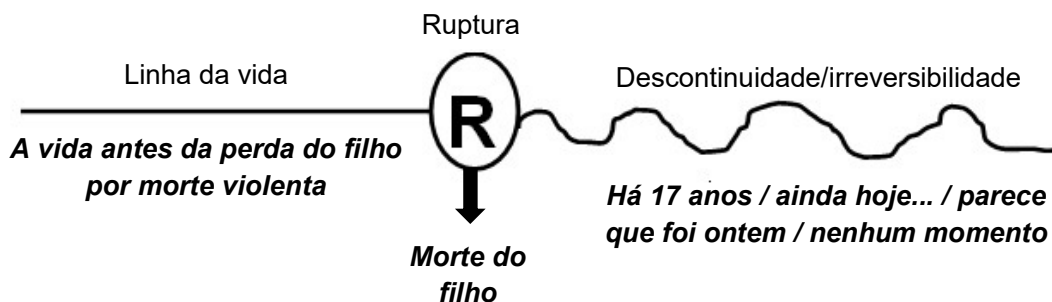 Ruptura
Linha da vida
Descontinuidade/irreversibilidade
R
A vida antes da perda do filho
por morte violenta
Há 17 anos / ainda hoje... / parece
que foi ontem / nenhum momento
Morte do
filho